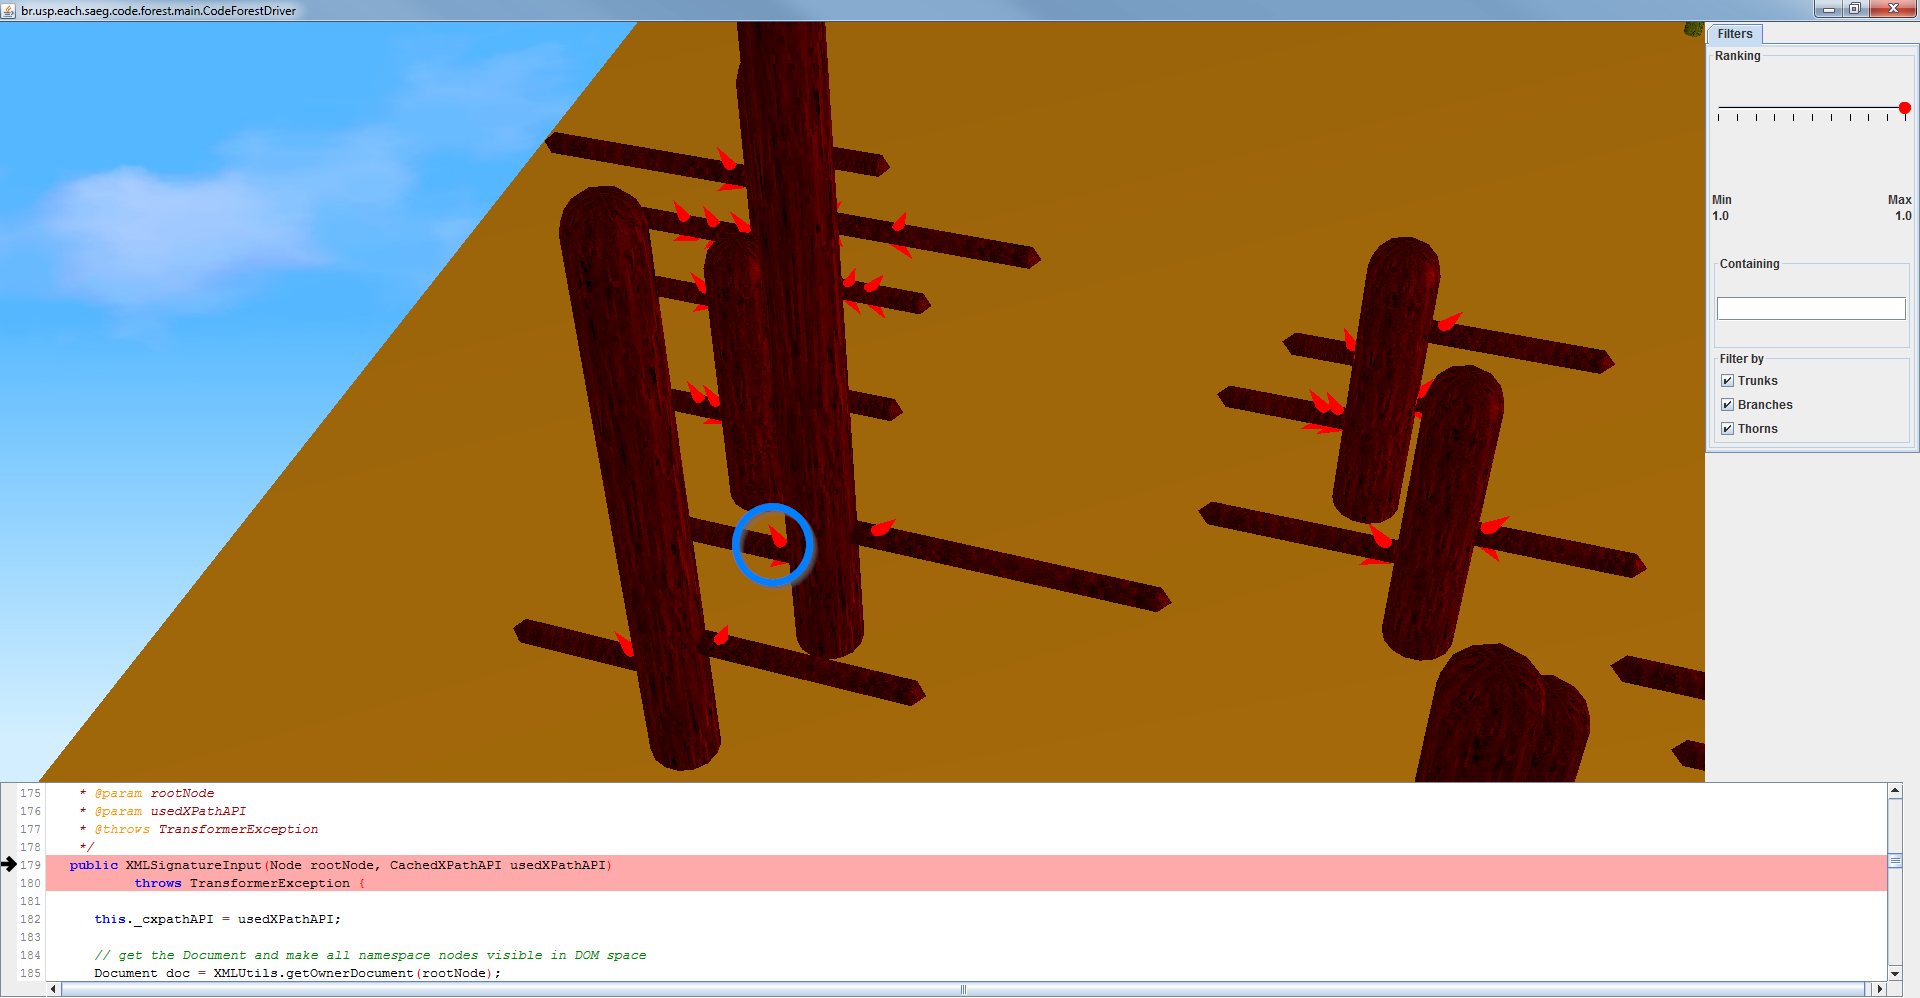 br.usp.each.saeg.code.forest.main.CodeForestDriver
Filters
Ranking
Min Max
1.0 1.0
Containing
Filter by
Trunks
Branches
Thorns
175 * @param rootNode
176 * @param usedXPathAPI
177 * @throws TransformerException
178 */
179 public XMLSignatureInput(Node rootNode, CachedXPathAPI usedXPathAPI)
180 throws TransformerException {
181
182 this._cxpathAPI = usedXPathAPI;
183
184 // get the Document and make all namespace nodes visible in DOM space
185 Document doc = XMLUtils.getOwnerDocument(rootNode);